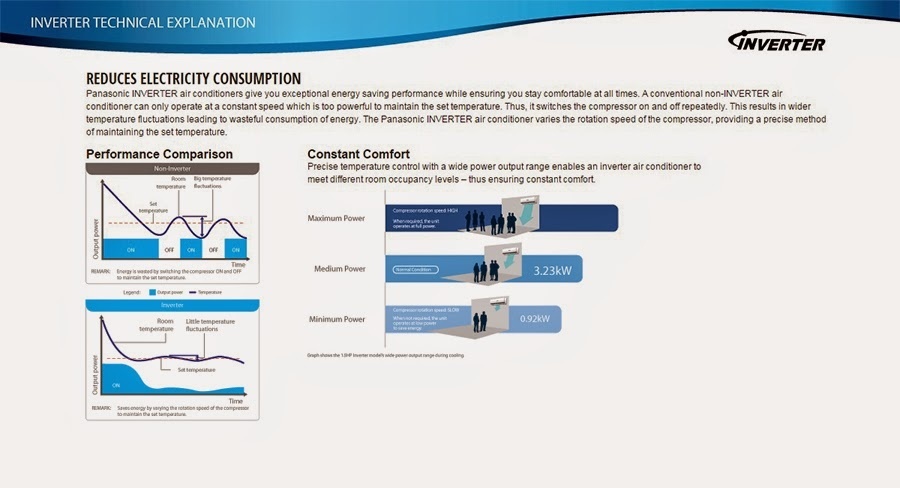 INVERTER TECHNICAL EXPLANATION
INVERTER
REDUCES ELECTRICITY CONSUMPTION
Panasonic INVERTER air conditioners give you exceptional energy saving performance while ensuring you stay comfortable at all times. A conventional non-INVERTER air
conditioner can only operate at a constant speed which is too powerful to maintain the set temperature. Thus, it switches the compressor on and off repeatedly. This results in wider
temperature fluctuations leading to wasteful consumption of energy. The Panasonic INVERTER air conditioner varies the rotation speed of the compressor, providing a precise method
of maintaining the set temperature.
Performance Comparison
Non-Inverter
Room
temperature
Big temperature
fluctuations
Set
temperature
Output power
ON
OFF
ON
OFF
ON
Time
REMARK: Energy is wasted by switching the compressor ON and OFF
to maintain the set temperature.
Legend: Output power Temperature
Inverter
Room
temperature
Little temperature
fluctuations
Set temperature
Output power
ON
Time
REMARK: Saves energy by varying the rotation speed of the compressor
to maintain the set temperature.
Constant Comfort
Precise temperature control with a wide power output range enables an inverter air conditioner to
meet different room occupancy levels – thus ensuring constant comfort.
Maximum Power
Compressor rotation speed: HIGH
When required, the unit
operates at full power.
Medium Power
Normal Condition
3.23kW
Minimum Power
Compressor rotation speed: SLOW
When not required, the unit
operates at low power
to save energy
0.92kW
Graph shows the 1.5HP Inverter model's wide power output range during cooling.